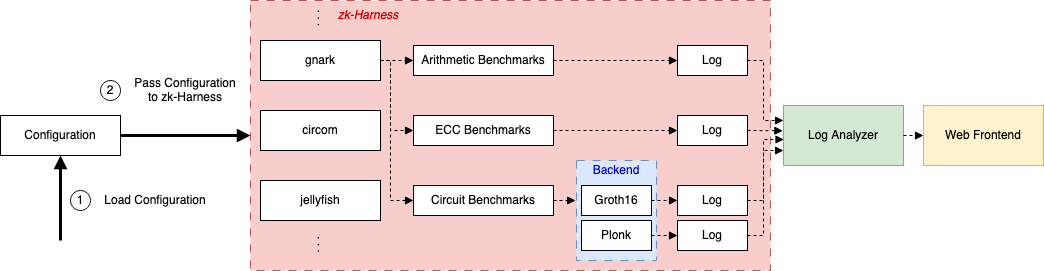 zk-Harness
gnark
Arithmetic Benchmarks
Log
2
Pass Configuration
to zk-Harness
Configuration
circom
ECC Benchmarks
Log
Log Analyzer
Web Frontend
Backend
1
Load Configuration
jellyfish
Circuit Benchmarks
Groth16
Log
Plonk
Log